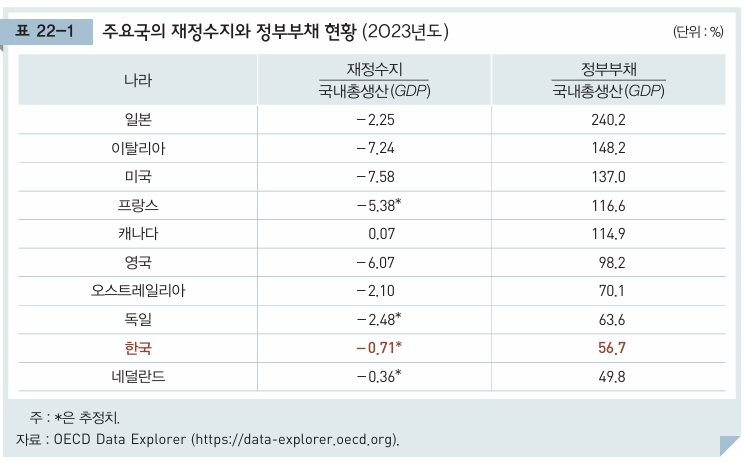 표 22-1 주요국의 재정수지와 정부부채 현황 (2023년도) (단위 : %)
나라 재정수지 정부부채
국내총생산(GDP) 국내총생산(GDP)
일본 -2.25 240.2
이탈리아 -7.24 148.2
미국 -7.58 137.0
프랑스 -5.38* 116.6
캐나다 0.07 114.9
영국 -6.07 98.2
오스트레일리아 -2.10 70.1
독일 -2.48* 63.6
한국 -0.71* 56.7
네덜란드 -0.36* 49.8
주 : *은 추정치.
자료 : OECD Data Explorer (https://data-explorer.oecd.org).